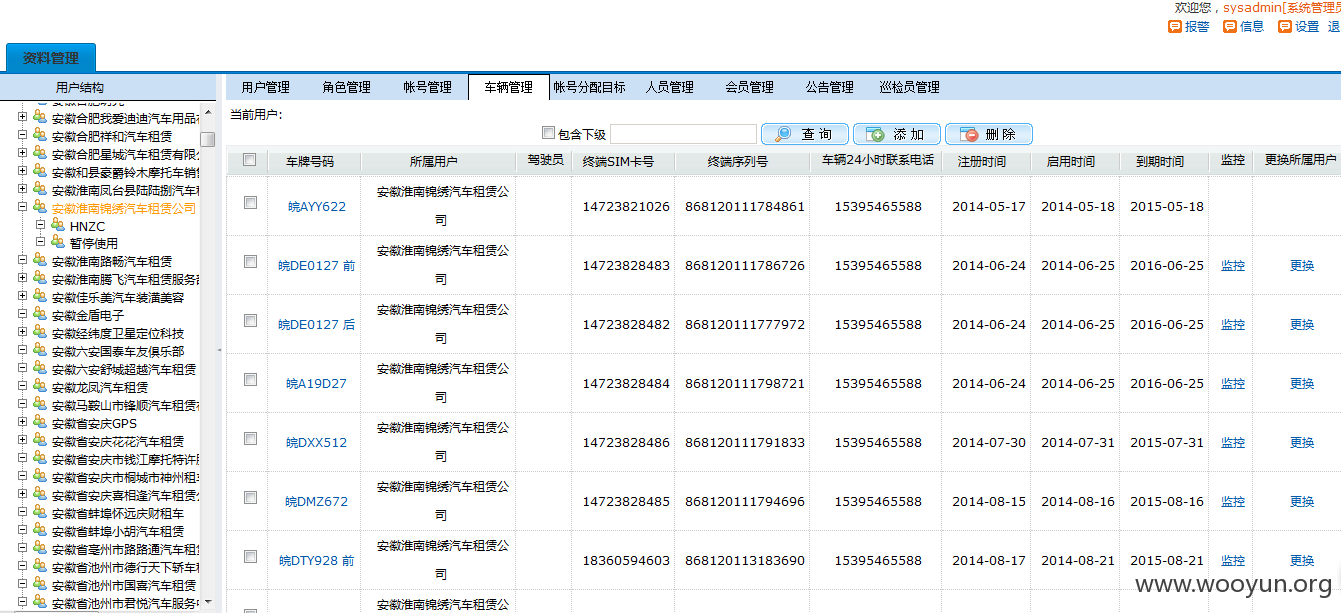 欢迎您，sysadmin[系统管理员
报警 信息 设置 退
资料管理
用户结构
用户管理 角色管理 帐号管理 车辆管理 帐号分配目标 人员管理 会员管理 公告管理 巡检员管理
当前用户:
包含下级 查 询 添 加 删 除
安徽合肥我爱迪迪汽车用品
安徽合肥祥和汽车租赁
安徽合肥星城汽车租赁有限
安徽和县豪爵铃木摩托车销
安徽淮南凤台县陆陆捌汽车
安徽淮南锦绣汽车租赁公司
HNZC
暂停使用
安徽淮南路畅汽车租赁
安徽淮南腾飞汽车租赁服务
安徽佳乐美汽车装潢美容
安徽金盾电子
安徽经纬度卫星定位科技
安徽六安国泰车友俱乐部
安徽六安舒城超越汽车租赁
安徽龙凤汽车租赁
安徽马鞍山市锋顺汽车租赁
安徽省安庆GPS
安徽省安庆花花汽车租赁
安徽省安庆市钱江摩托特许
安徽省安庆市桐城市神州租
安徽省安庆喜相逢汽车租赁
安徽省蚌埠怀远庆财租车
安徽省蚌埠小胡汽车租赁
安徽省亳州市路路通汽车租
安徽省池州市德行天下轿车
安徽省池州市国喜汽车租赁
安徽省池州市君悦汽车服务
车牌号码 所属用户 驾驶员 终端SIM卡号 终端序列号 车辆24小时联系电话 注册时间 启用时间 到期时间 监控 更换所属用户
皖AYY622 安徽淮南锦绣汽车租赁公
司 14723821026 868120111784861 15395465588 2014-05-17 2014-05-18 2015-05-18
皖DE0127 前 安徽淮南锦绣汽车租赁公
司 14723828483 868120111786726 15395465588 2014-06-24 2014-06-25 2016-06-25 监控 更换
皖DE0127 后 安徽淮南锦绣汽车租赁公
司 14723828482 868120111777972 15395465588 2014-06-24 2014-06-25 2016-06-25 监控 更换
皖A19D27 安徽淮南锦绣汽车租赁公
司 14723828484 868120111798721 15395465588 2014-06-24 2014-06-25 2016-06-25 监控 更换
皖DXX512 安徽淮南锦绣汽车租赁公
司 14723828486 868120111791833 15395465588 2014-07-30 2014-07-31 2015-07-31 监控 更换
皖DMZ672 安徽淮南锦绣汽车租赁公
司 14723828485 868120111794696 15395465588 2014-08-15 2014-08-16 2015-08-16 监控 更换
皖DTY928 前 安徽淮南锦绣汽车租赁公
司 18360594603 868120113183690 15395465588 2014-08-17 2014-08-21 2015-08-21 监控 更换
安徽淮南锦绣汽车租赁公
www.wooyun.org